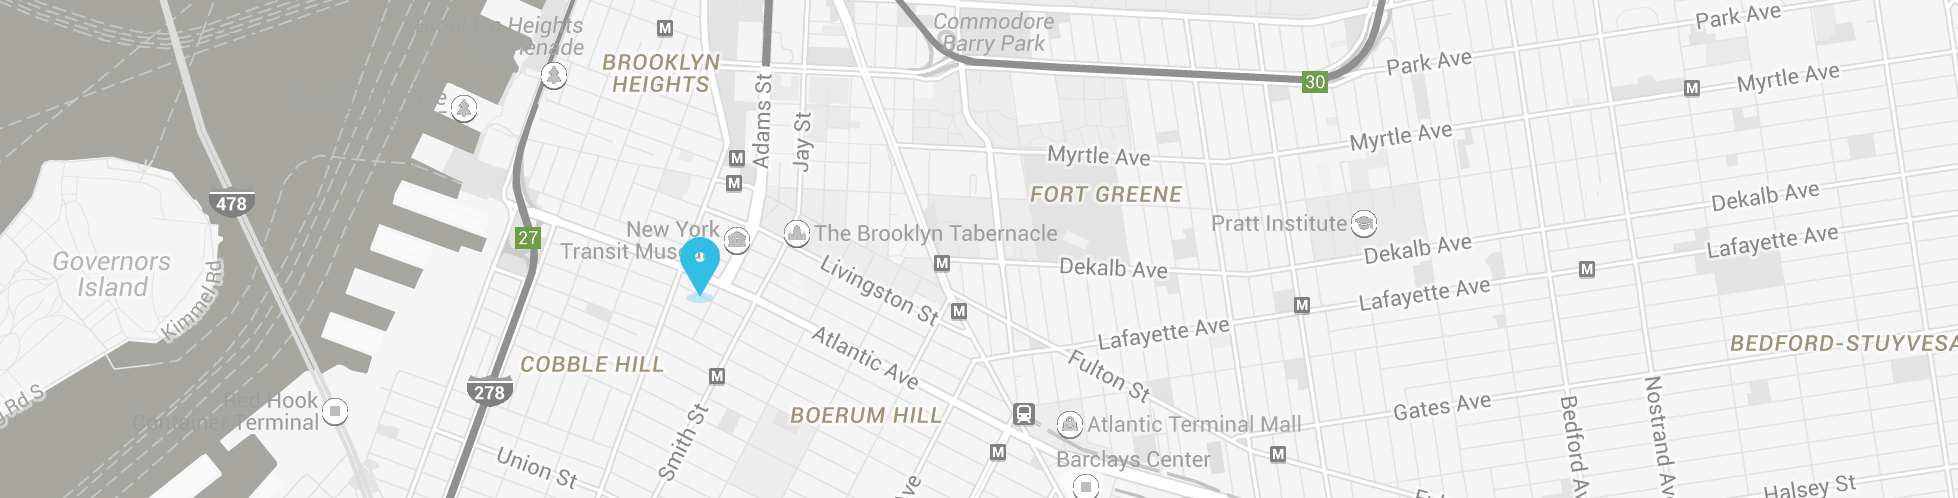 Brooklyn Heights
Promenade
Commodore
Barry Park
Park Ave
Park Ave
BROOKLYN
HEIGHTS
M
Adams St
Jay St
30
M
Myrtle Ave
Myrtle Ave
Myrtle Ave
M
M
FORT GREENE
Dekalb Ave
478
New York
Transit Muse
The Brooklyn Tabernacle
Pratt Institute
Dekalb Ave
Lafayette Ave
27
Governors
Island
Kimmel Rd
Livingston St
M
Dekalb Ave
M
Lafayette Ave
M
M
Atlantic Ave
Lafayette Ave
BEDFORD-STUYVESA
COBBLE HILL
M
Fulton St
278
Rd S
Red Hook
Container Terminal
BOERUM HILL
Gates Ave
Bedford Av
Nostrand Av
Smith St
Atlantic Terminal Mall
Union St
M
Barclays Center
M
Ave
Halsey St